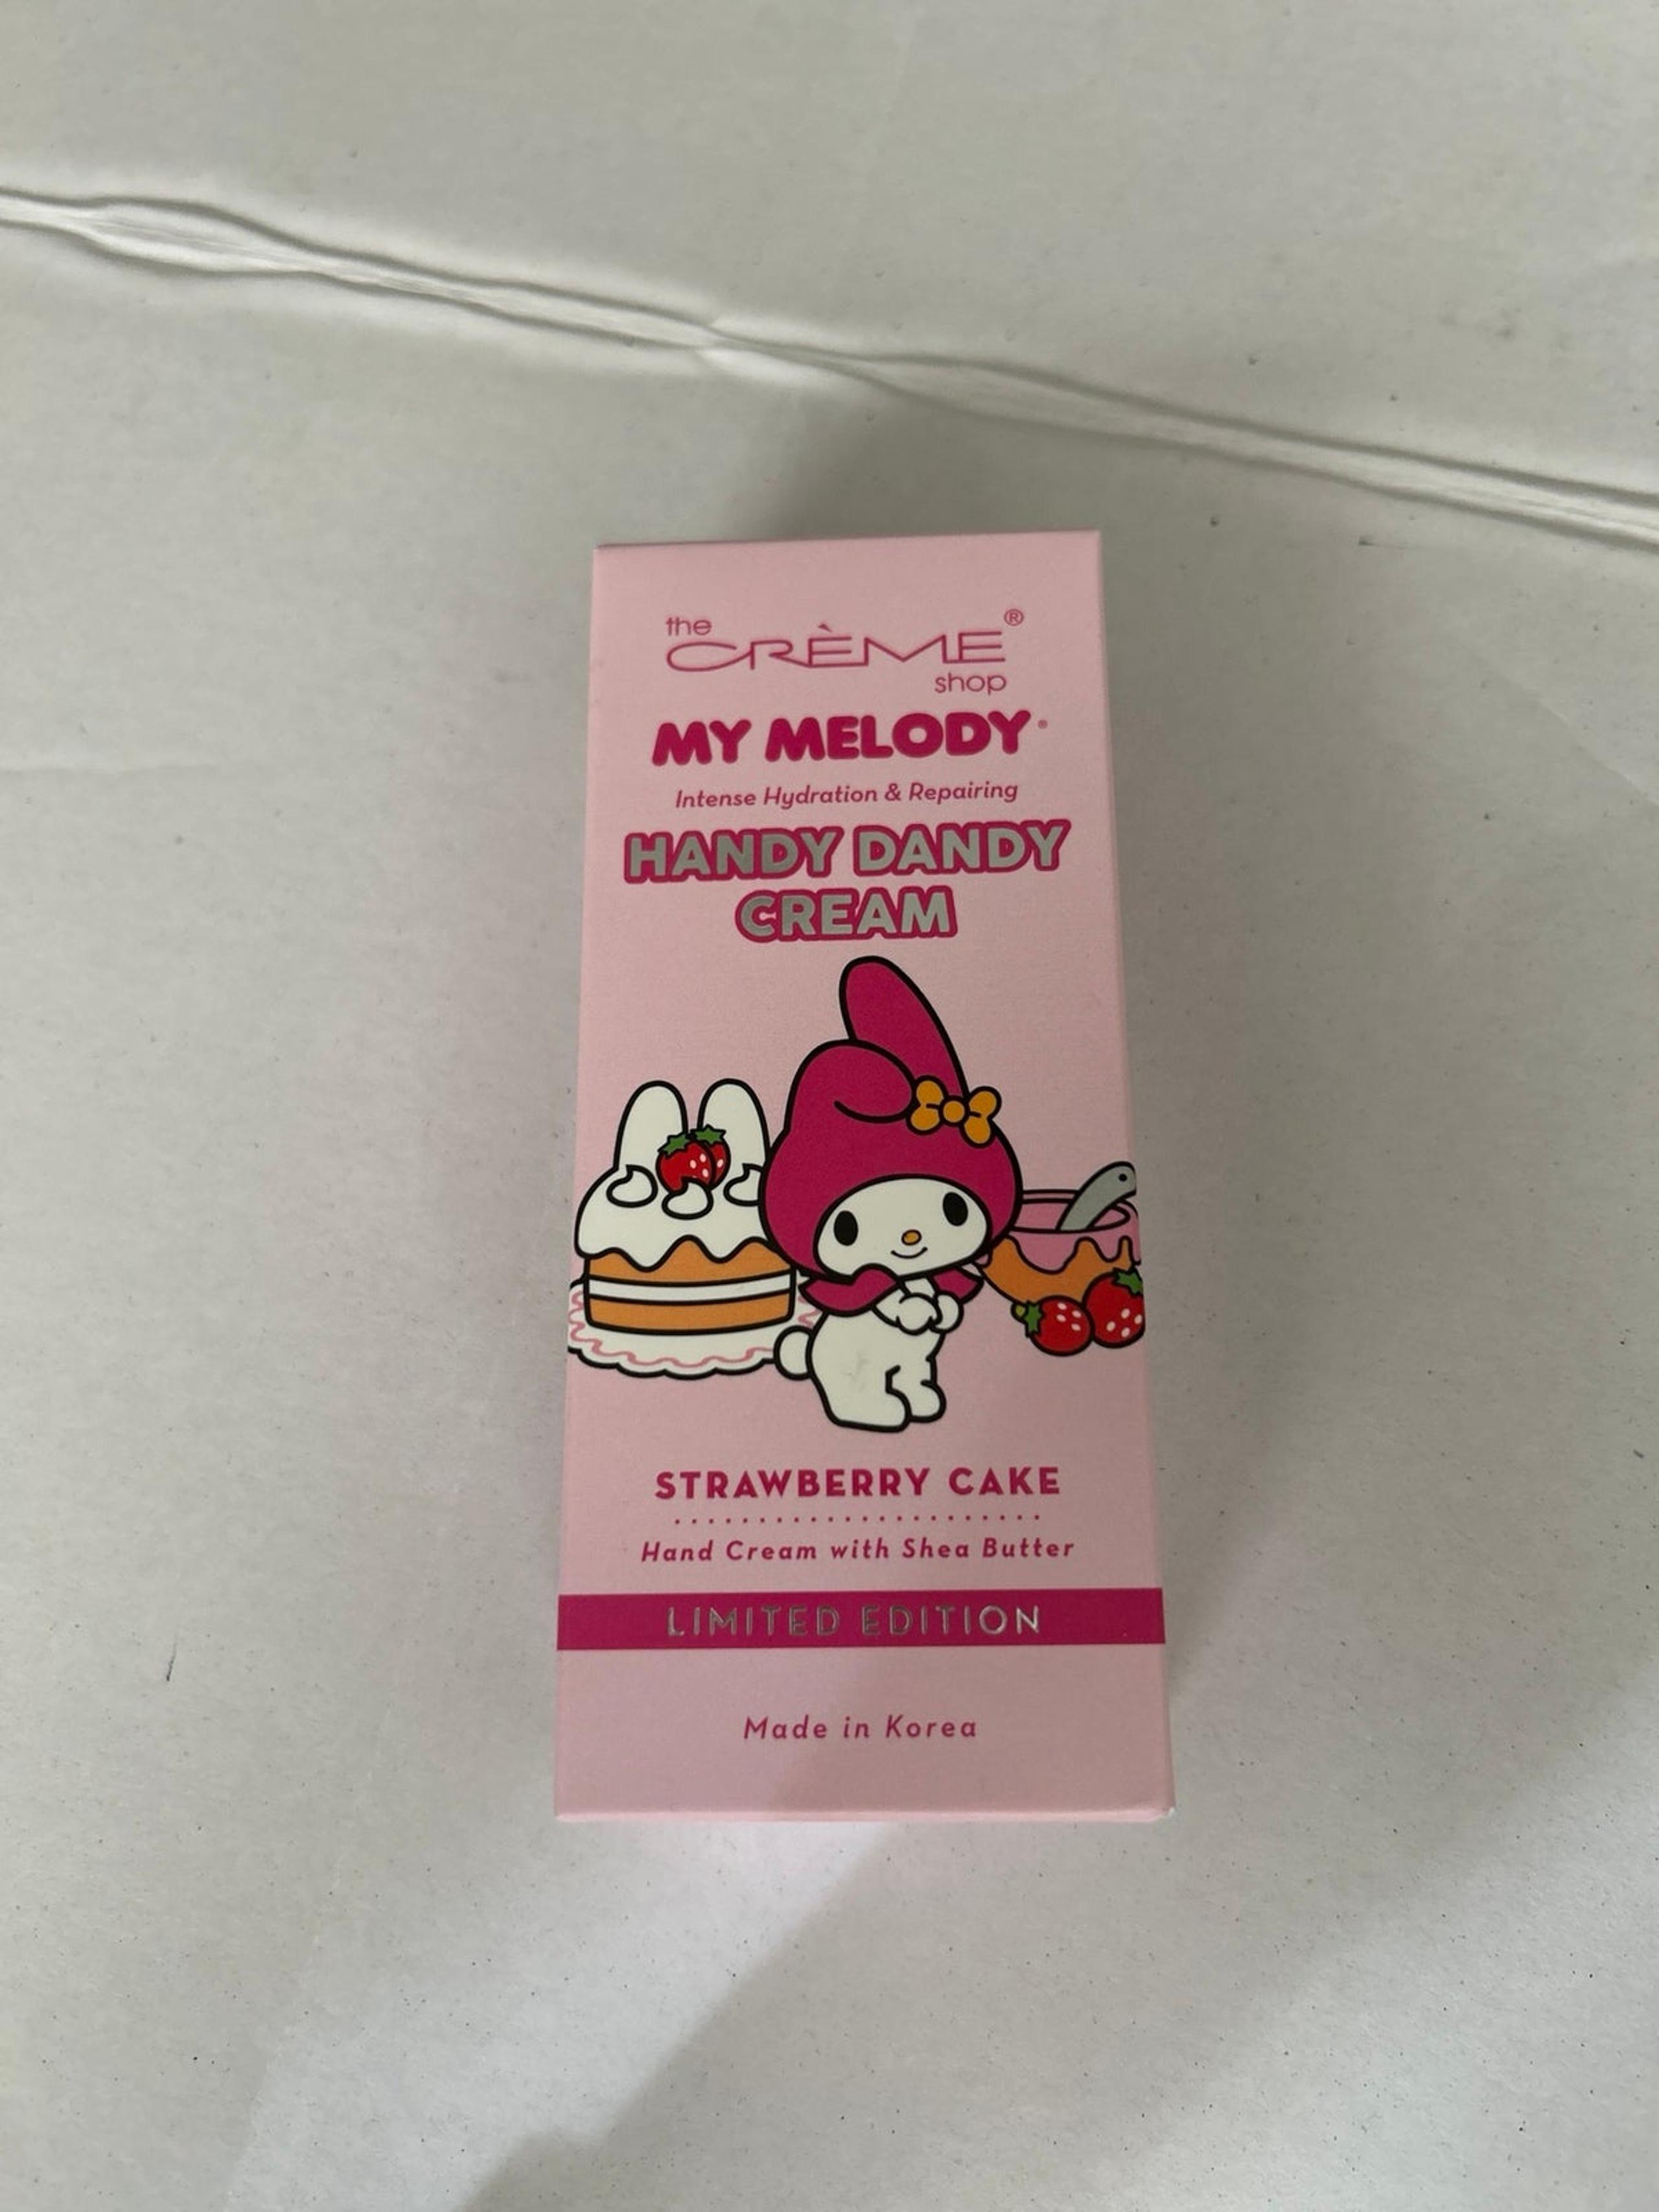 the
CRÈME®
shop
MY MELODY®
Intense Hydration & Repairing
HANDY DANDY
CREAM
STRAWBERRY CAKE
Hand Cream with Shea Butter
LIMITED EDITION
Made in Korea